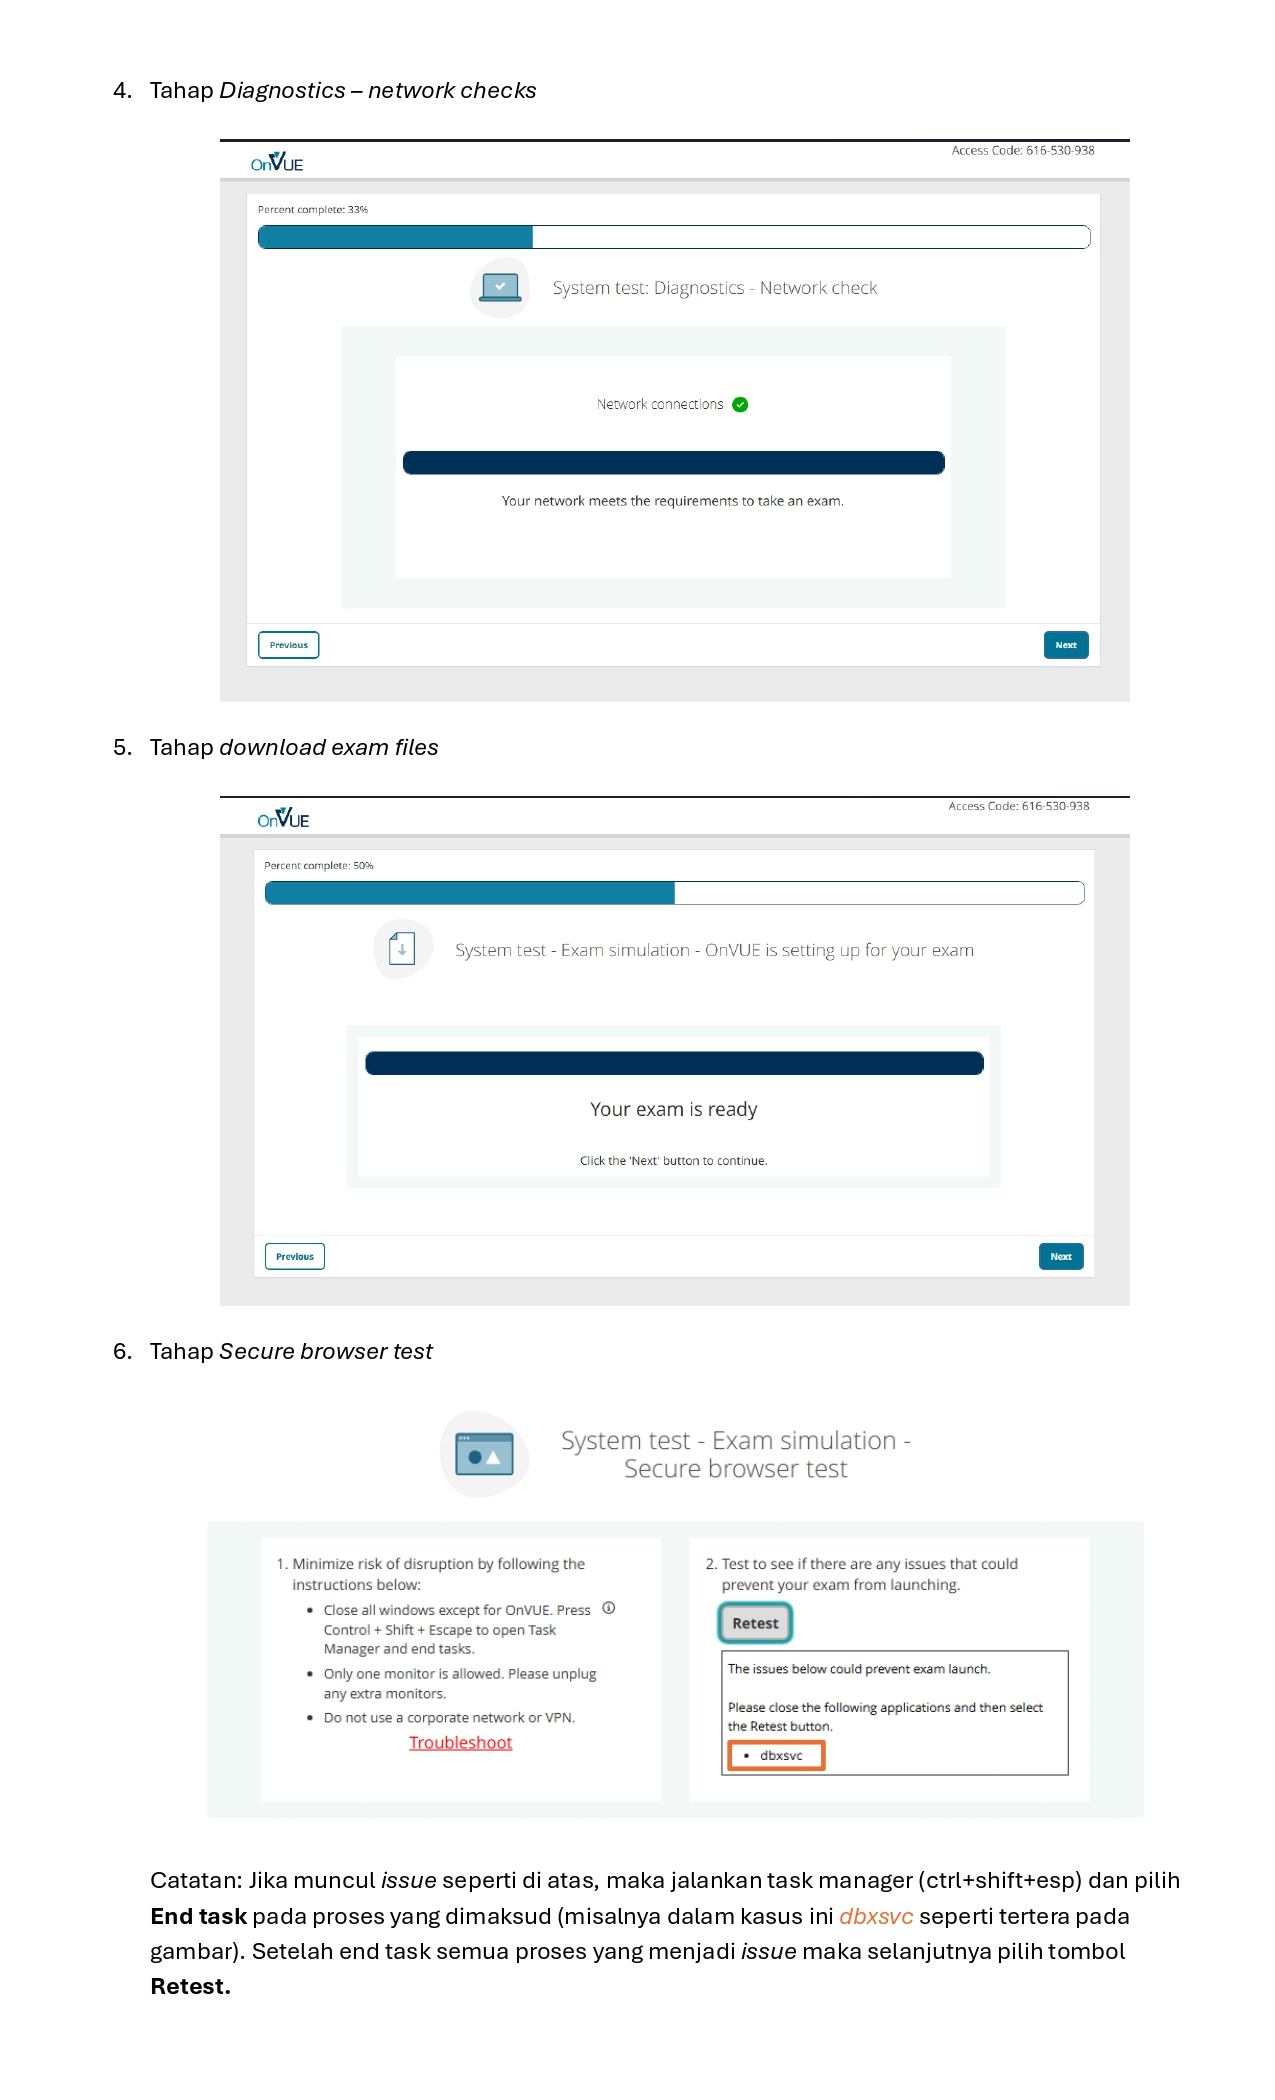 4. Tahap Diagnostics – network checks
OnVUE
Access Code: 616-530-938
Percent complete: 33%
System test: Diagnostics - Network check
Network connections
Your network meets the requirements to take an exam.
Previous
Next
5. Tahap download exam files
OnVUE
Access Code: 616-530-938
Percent complete: 50%
System test - Exam simulation - OnVUE is setting up for your exam
Your exam is ready
Click the 'Next' button to continue.
Previous
Next
6. Tahap Secure browser test
System test - Exam simulation -
Secure browser test
1. Minimize risk of disruption by following the
instructions below:
• Close all windows except for OnVUE. Press
Control + Shift + Escape to open Task
Manager and end tasks.
• Only one monitor is allowed. Please unplug
any extra monitors.
• Do not use a corporate network or VPN.
Troubleshoot
2. Test to see if there are any issues that could
prevent your exam from launching.
Retest
The issues below could prevent exam launch.
Please close the following applications and then select
the Retest button.
• dbxsvc
Catatan: Jika muncul issue seperti di atas, maka jalankan task manager (ctrl+shift+esp) dan pilih
End task pada proses yang dimaksud (misalnya dalam kasus ini dbxsvc seperti tertera pada
gambar). Setelah end task semua proses yang menjadi issue maka selanjutnya pilih tombol
Retest.